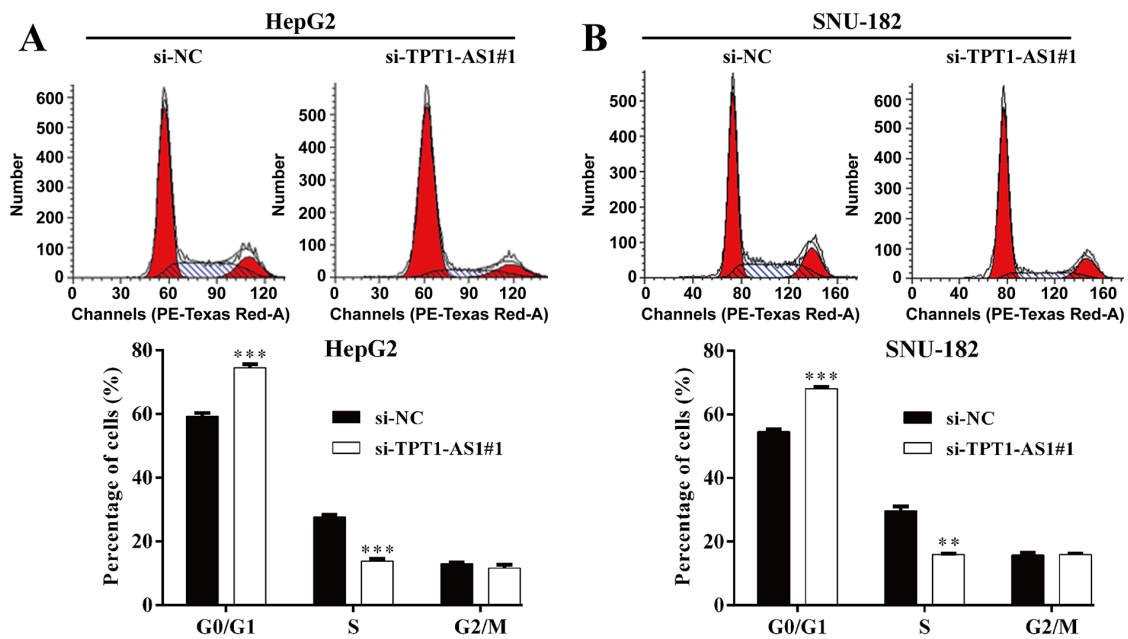 A
HepG2
si-NC
si-TPT1-AS1#1
Number
600
500
400
300
200
100
0
0 30 60 90 120
Channels (PE-Texas Red-A)
Number
500
400
300
200
100
0
0 30 60 90 120
Channels (PE-Texas Red-A)
B
SNU-182
si-NC
si-TPT1-AS1#1
Number
500
400
300
200
100
0
0 40 80 120 160
Channels (PE-Texas Red-A)
Number
600
500
400
300
200
100
0
0 40 80 120 160
Channels (PE-Texas Red-A)
HepG2
Percentage of cells (%)
80
60
40
20
0
***
***
si-NC
si-TPT1-AS1#1
G0/G1 S G2/M
SNU-182
Percentage of cells (%)
80
60
40
20
0
***
**
si-NC
si-TPT1-AS1#1
G0/G1 S G2/M